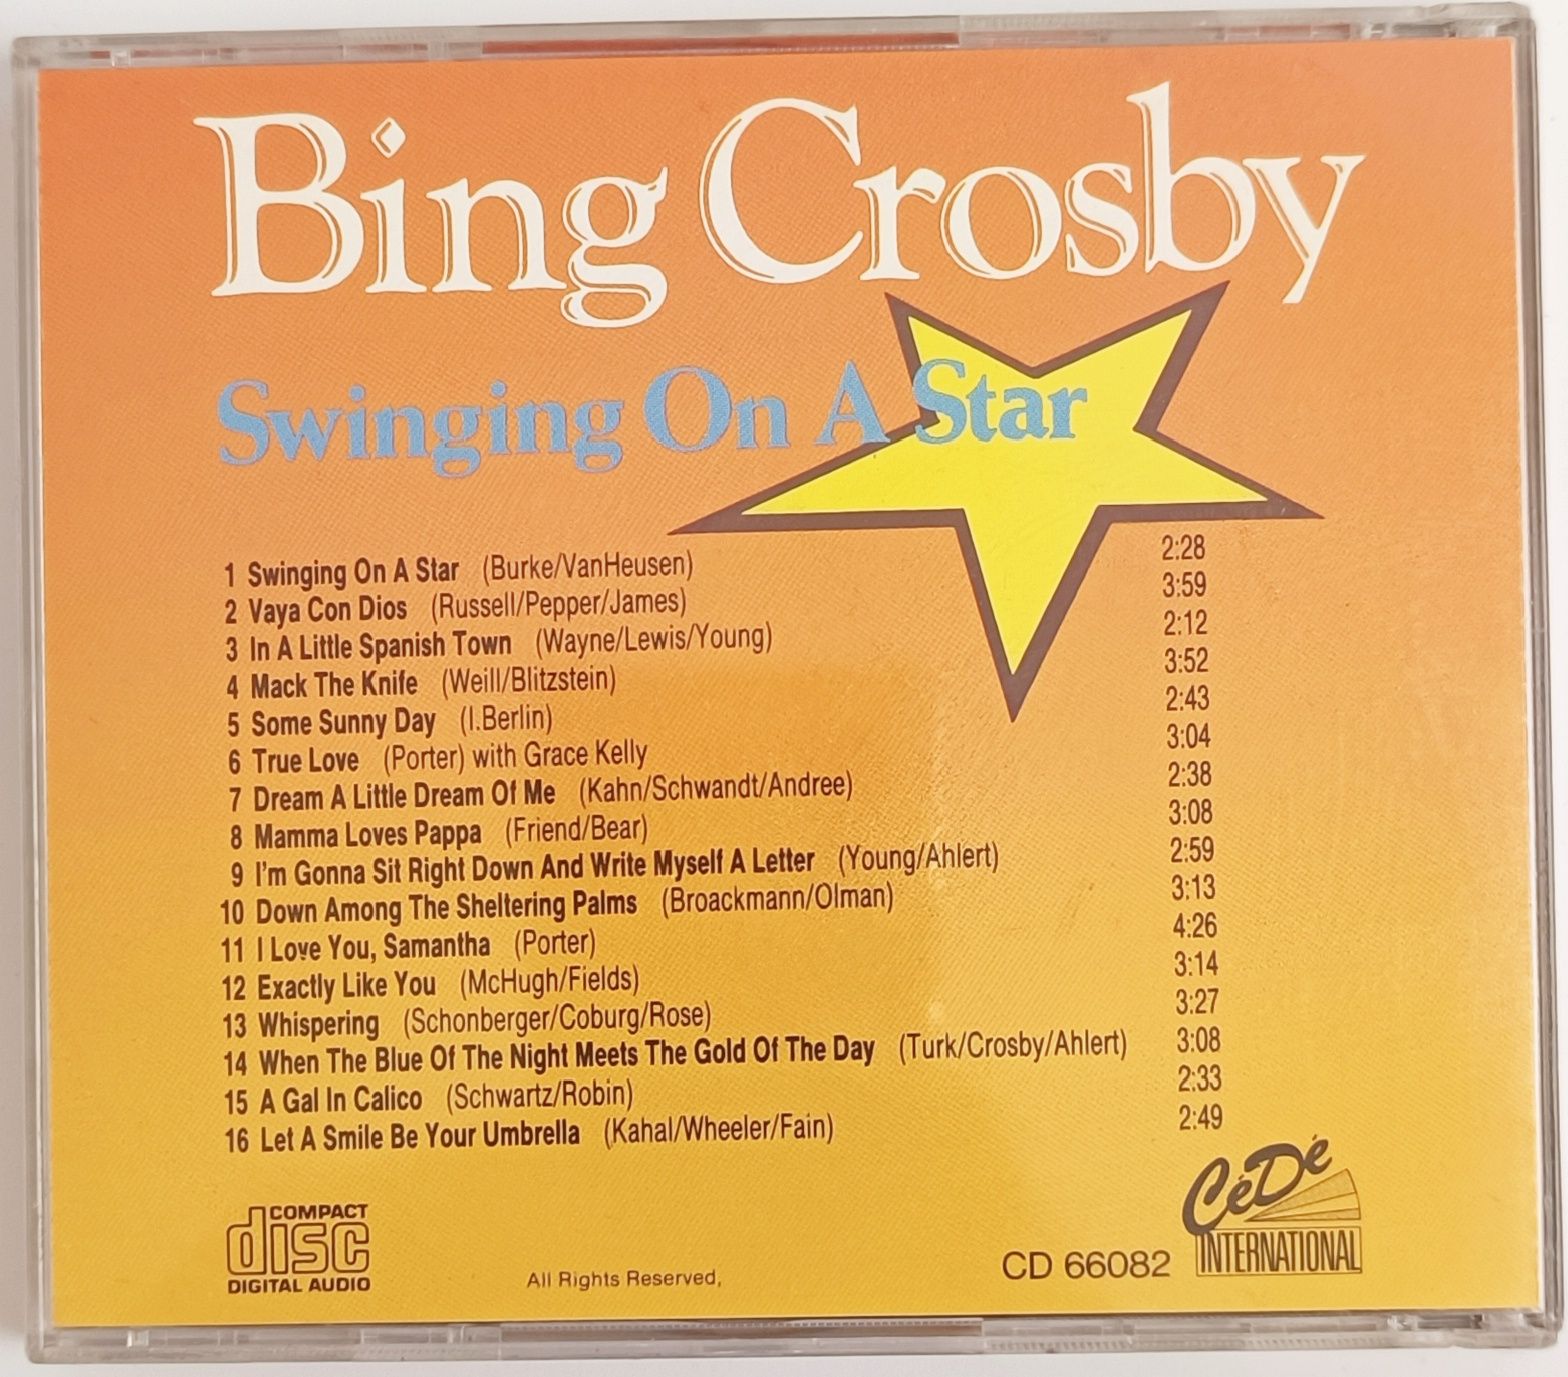 Bing Crosby
Swinging On A Star
1 Swinging On A Star (Burke/VanHeusen) 2:28
2 Vaya Con Dios (Russell/Pepper/James) 3:59
3 In A Little Spanish Town (Wayne/Lewis/Young) 2:12
4 Mack The Knife (Weill/Blitzstein) 3:52
5 Some Sunny Day (I.Berlin) 2:43
6 True Love (Porter) with Grace Kelly 3:04
7 Dream A Little Dream Of Me (Kahn/Schwandt/Andree) 2:38
8 Mamma Loves Pappa (Friend/Bear) 3:08
9 I'm Gonna Sit Right Down And Write Myself A Letter (Young/Ahlert) 2:59
10 Down Among The Sheltering Palms (Broackmann/Olman) 3:13
11 I Love You, Samantha (Porter) 4:26
12 Exactly Like You (McHugh/Fields) 3:14
13 Whispering (Schonberger/Coburg/Rose) 3:27
14 When The Blue Of The Night Meets The Gold Of The Day (Turk/Crosby/Ahlert) 3:08
15 A Gal In Calico (Schwartz/Robin) 2:33
16 Let A Smile Be Your Umbrella (Kahal/Wheeler/Fain) 2:49
COMPACT
disc
DIGITAL AUDIO
All Rights Reserved,
CD 66082
CéDé
INTERNATIONAL